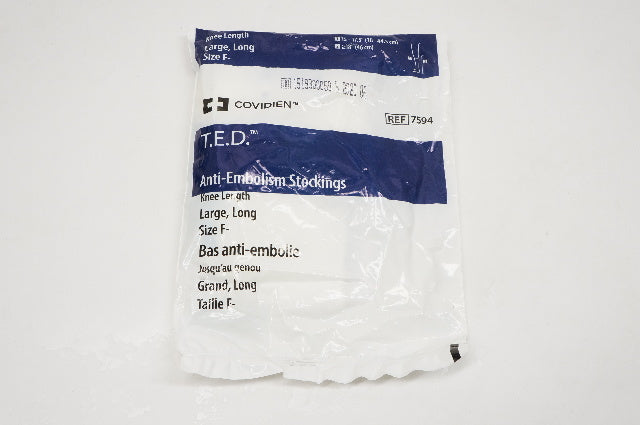 Knee Length
Large, Long
Size F-
COVIDIEN™
REF 7594
T.E.D.™
Anti-Embolism Stockings
Knee Length
Large, Long
Size F-
Bas anti-embolie
Jusqu'au genou
Grand, Long
Taille F-